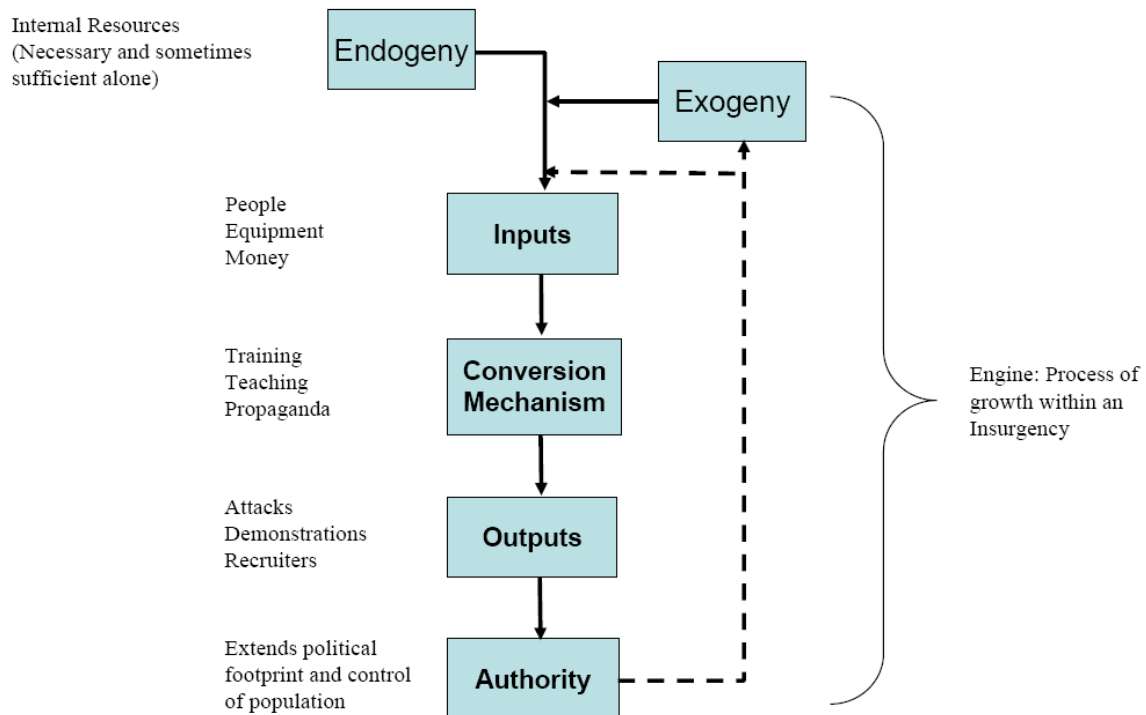 Internal Resources
(Necessary and sometimes
sufficient alone)
Endogeny
Exogeny
People
Equipment
Money
Inputs
Training
Teaching
Propaganda
Conversion
Mechanism
Engine: Process of
growth within an
Insurgency
Attacks
Demonstrations
Recruiters
Outputs
Extends political
footprint and control
of population
Authority